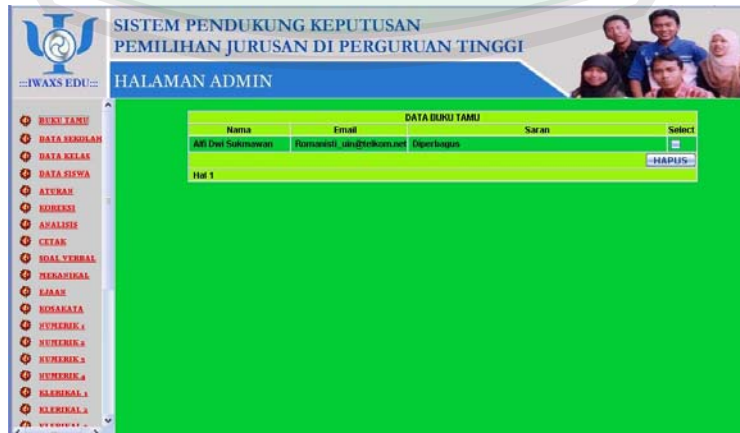 SISTEM PENDUKUNG KEPUTUSAN
PEMILIHAN JURUSAN DI PERGURUAN TINGGI
:::IWAXS EDU:::
HALAMAN ADMIN
BUKU TAMU
DATA SEKOLAH
DATA KELAS
DATA SISWA
ATURAN
KOREKSI
ANALISIS
CETAK
SOAL VERBAL
MEKANIKAL
EJAAN
KOSAKATA
NUMERIK 1
NUMERIK 2
NUMERIK 3
NUMERIK 4
KLERIKAL 1
KLERIKAL 2
DATA BUKU TAMU
Nama Email Saran Select
Alfi Dwi Sukmawan Romanisti_uin@telkom.net Diperbagus
HAPUS
Hal 1